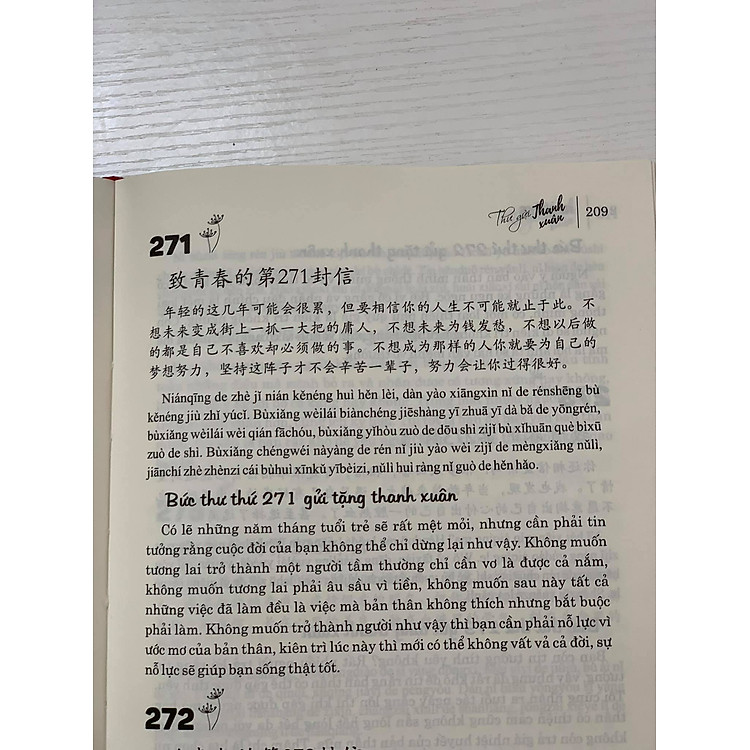 Thư gửi Thanh xuân | 209
271
致青春的第271封信
年轻的这几年可能会很累，但要相信你的人生不可能就止于此。不
想未来变成街上一抓一大把的庸人，不想未来为钱发愁，不想以后做
的都是自己不喜欢却必须做的事。不想成为那样的人你就要为自己的
梦想努力，坚持这阵子才不会辛苦一辈子，努力会让你过得很好。
Niánqīng de zhè jǐ nián kěnéng huì hěn lèi, dàn yào xiāngxìn nǐ de rénshēng bù
kěnéng jiù zhǐ yúcǐ. Bùxiǎng wèilái biànchéng jiēshàng yī zhuā yī dà bǎ de yōngrén,
bùxiǎng wèilái wèi qián fāchóu, bùxiǎng yǐhòu zuò de dōu shì zìjǐ bù xǐhuān què bìxū
zuò de shì. Bùxiǎng chéngwéi nàyàng de rén nǐ jiù yào wèi zìjǐ de mèngxiǎng nǔlì,
jiānchí zhè zhènzi cái bùhuì xīnkǔ yībèizi, nǔlì huì ràng nǐ guò de hěn hǎo.
Bức thư thứ 271 gửi tặng thanh xuân
Có lẽ những năm tháng tuổi trẻ sẽ rất mệt mỏi, nhưng cần phải tin
tưởng rằng cuộc đời của bạn không thể chỉ dừng lại như vậy. Không muốn
tương lai trở thành một người tầm thường chỉ cần vơ là được cả nắm,
không muốn tương lai phải âu sầu vì tiền, không muốn sau này tất cả
những việc đã làm đều là việc mà bản thân không thích nhưng bắt buộc
phải làm. Không muốn trở thành người như vậy thì bạn cần phải nỗ lực vì
ước mơ của bản thân, kiên trì lúc này thì mới có thể không vất vả cả đời, sự
nỗ lực sẽ giúp bạn sống thật tốt.
272